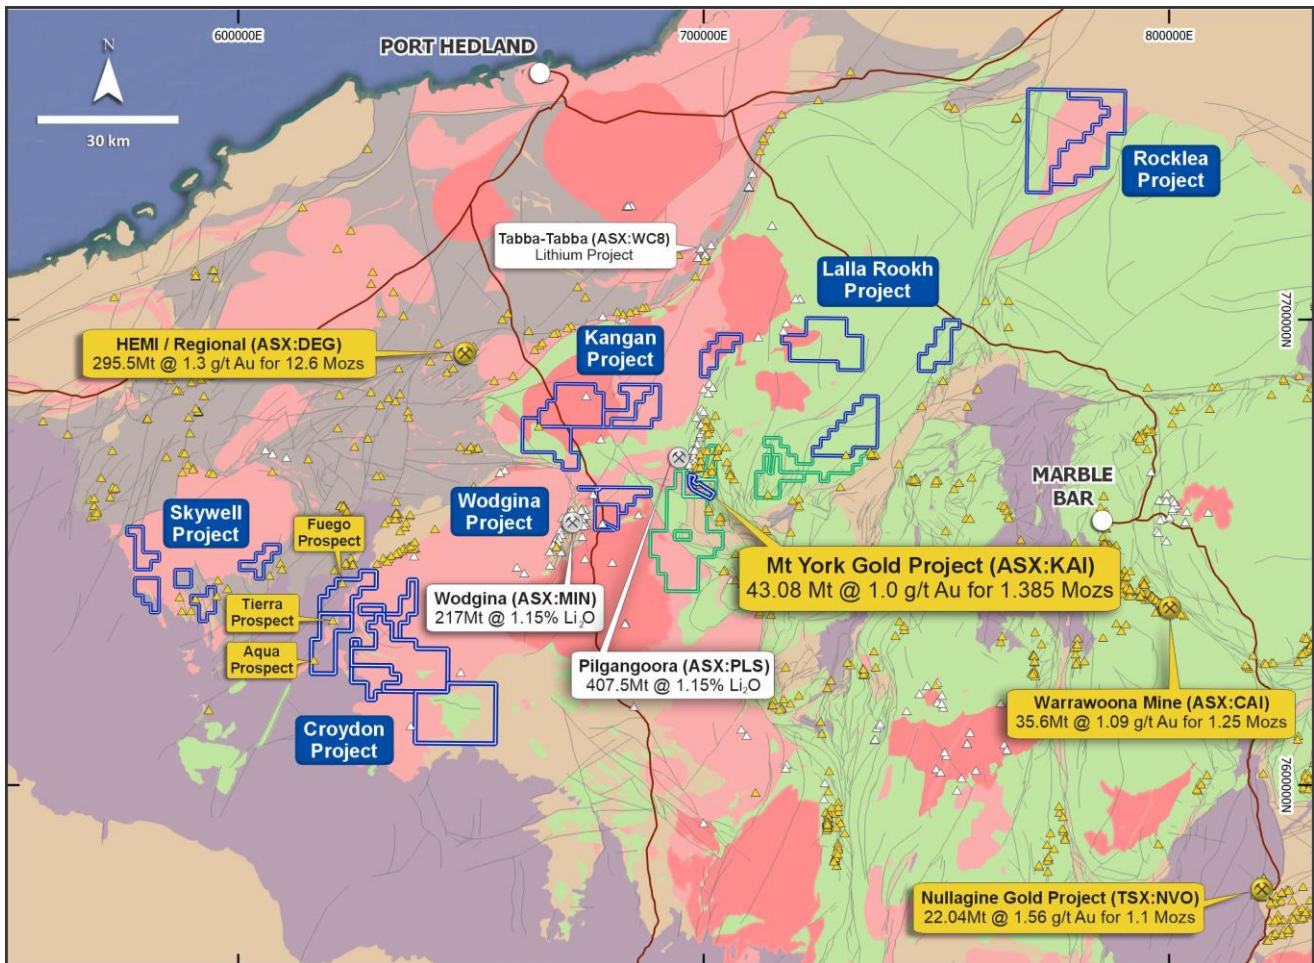 600000E
700000E
800000E
PORT HEDLAND
N
30 km
Rocklea
Project
Tabba-Tabba (ASX:WC8)
Lithium Project
Lalla Rookh
Project
7700000N
HEMI / Regional (ASX:DEG)
295.5Mt @ 1.3 g/t Au for 12.6 Mozs
Kangan
Project
MARBLE
BAR
Skywell
Project
Fuego
Prospect
Wodgina
Project
Mt York Gold Project (ASX:KAI)
43.08 Mt @ 1.0 g/t Au for 1.385 Mozs
Tierra
Prospect
Wodgina (ASX:MIN)
217Mt @ 1.15% Li₂O
Aqua
Prospect
Pilgangoora (ASX:PLS)
407.5Mt @ 1.15% Li₂O
Warrawoona Mine (ASX:CAI)
35.6Mt @ 1.09 g/t Au for 1.25 Mozs
Croydon
Project
7600000N
Nullagine Gold Project (TSX:NVO)
22.04Mt @ 1.56 g/t Au for 1.1 Mozs